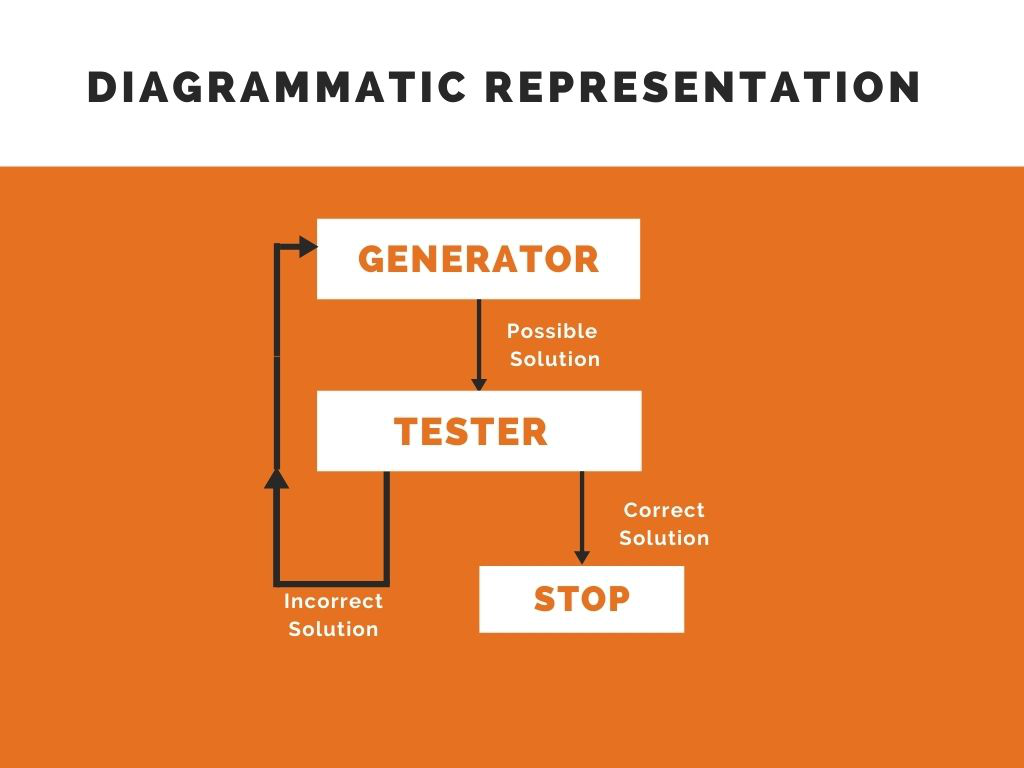 DIAGRAMMATIC REPRESENTATION
GENERATOR
Possible
Solution
TESTER
Correct
Solution
STOP
Incorrect
Solution